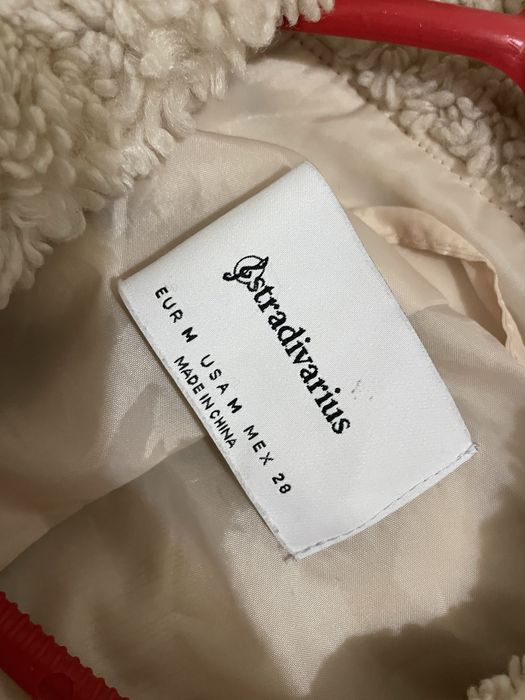 stradivarius
EUR M USA M MEX 28
MADE IN CHINA